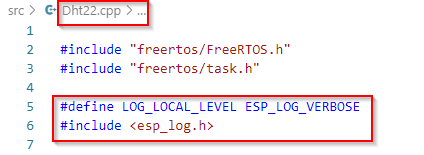 src > Dht22.cpp > ...
1
2 #include "freertos/FreeRTOS.h"
3 #include "freertos/task.h"
4
5 #define LOG_LOCAL_LEVEL ESP_LOG_VERBOSE
6 #include <esp_log.h>
7